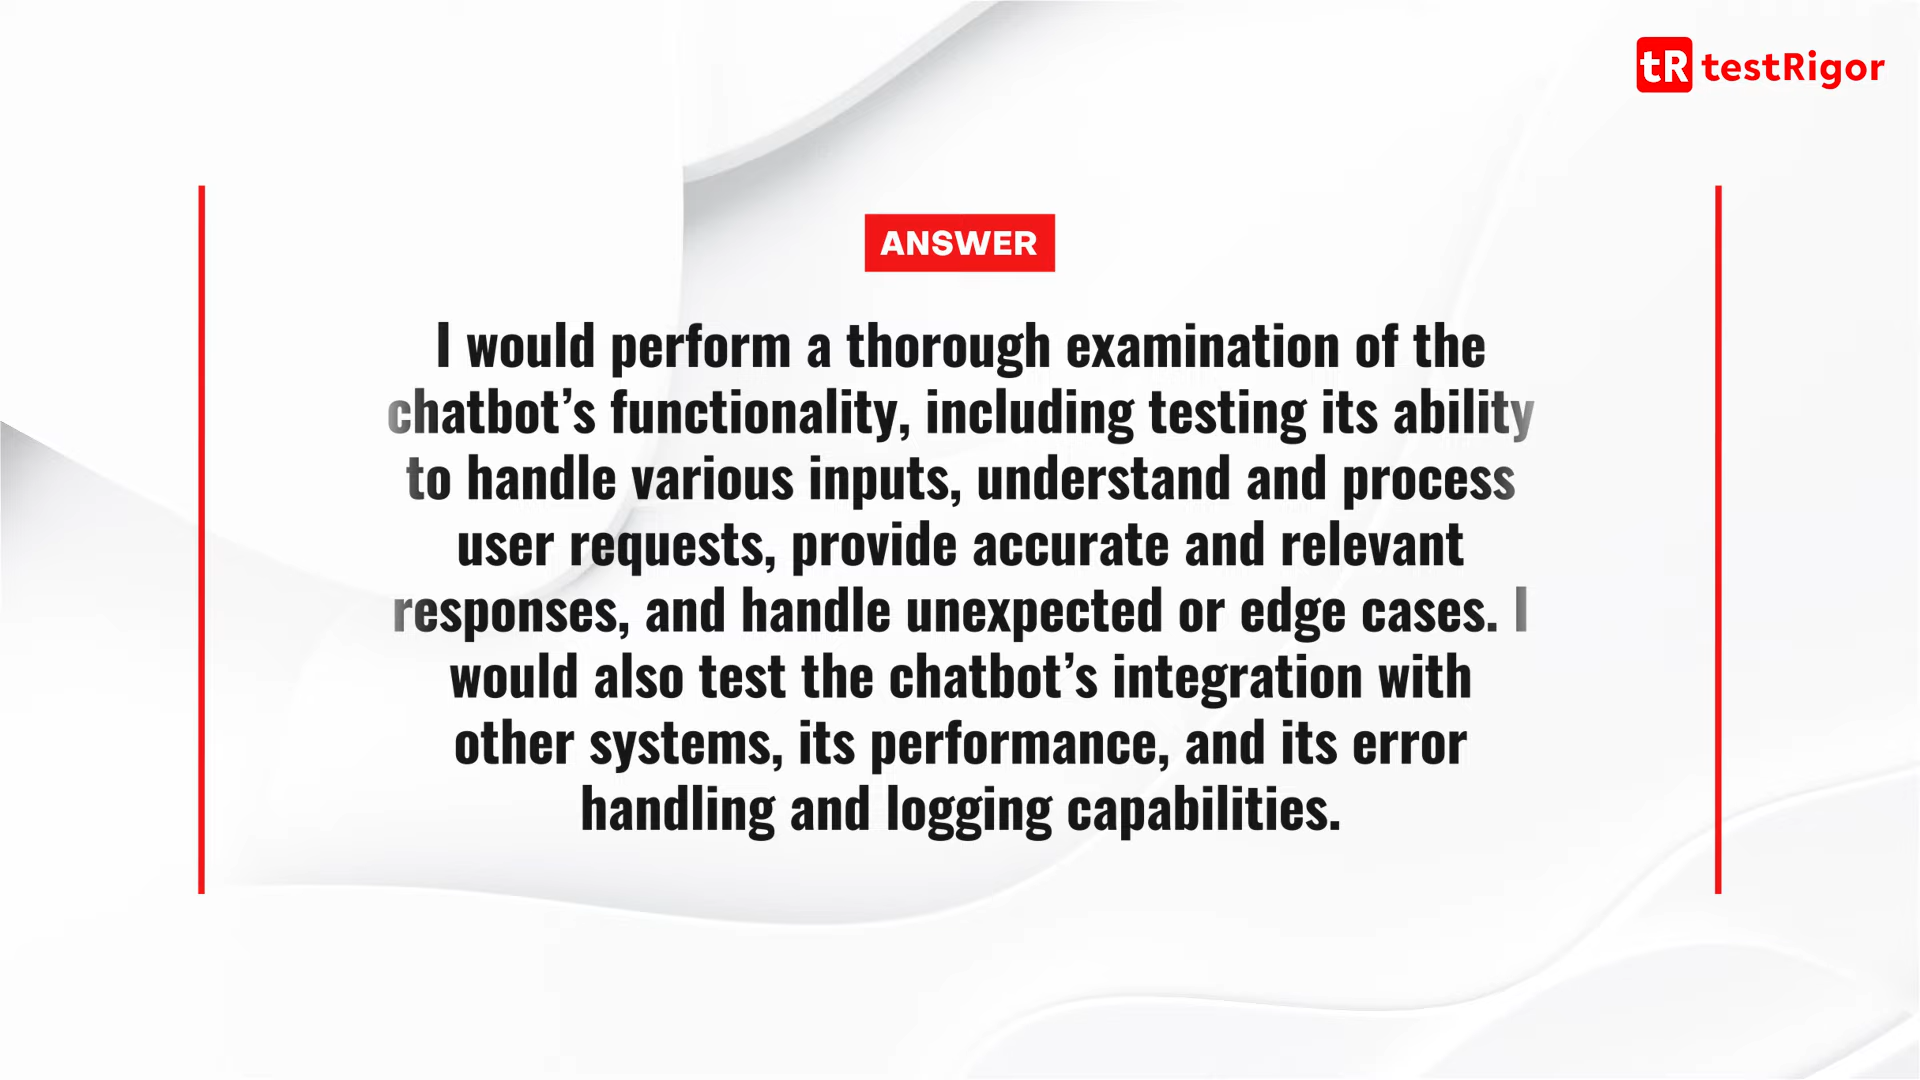 tR testRigor
ANSWER
I would perform a thorough examination of the
chatbot’s functionality, including testing its ability
to handle various inputs, understand and process
user requests, provide accurate and relevant
responses, and handle unexpected or edge cases. I
would also test the chatbot’s integration with
other systems, its performance, and its error
handling and logging capabilities.